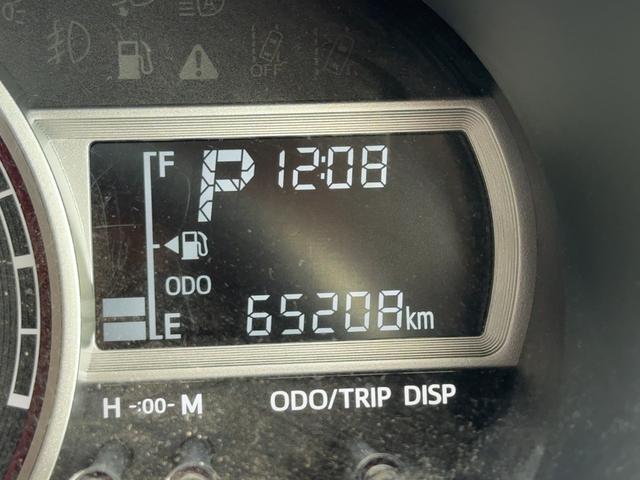 OFF
F
P 12:08
ODO
E 65208km
H -:00- M ODO/TRIP DISP